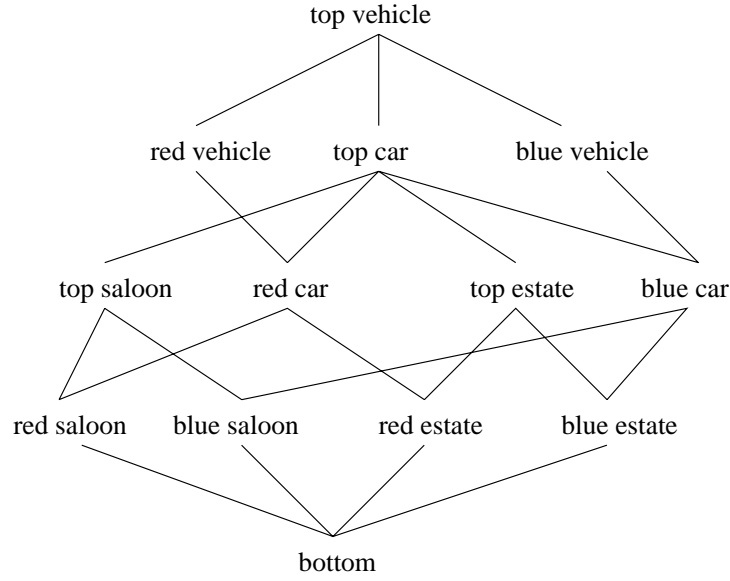 top vehicle
red vehicle top car blue vehicle
top saloon red car top estate blue car
red saloon blue saloon red estate blue estate
bottom